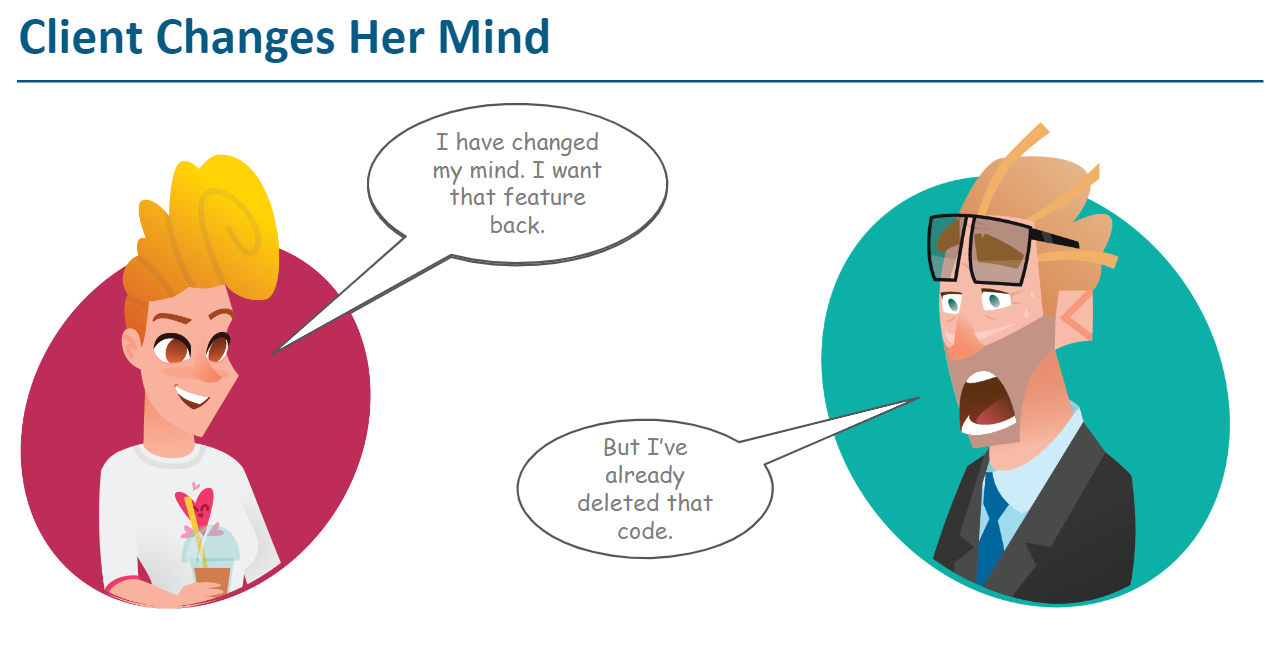 Client Changes Her Mind
I have changed
my mind. I want
that feature
back.
But I've
already
deleted that
code.